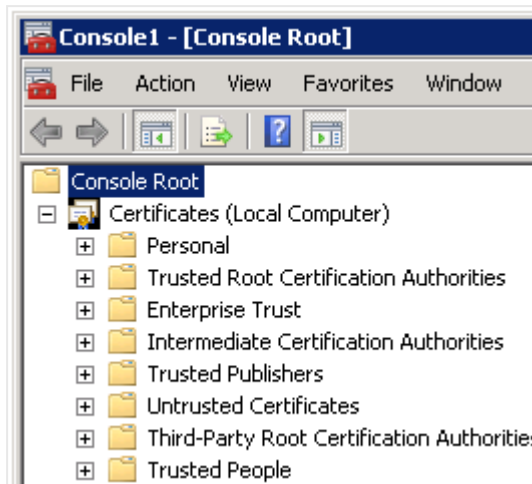 Console1 - [Console Root]
File Action View Favorites Window
?
Console Root
Certificates (Local Computer)
Personal
Trusted Root Certification Authorities
Enterprise Trust
Intermediate Certification Authorities
Trusted Publishers
Untrusted Certificates
Third-Party Root Certification Authorities
Trusted People